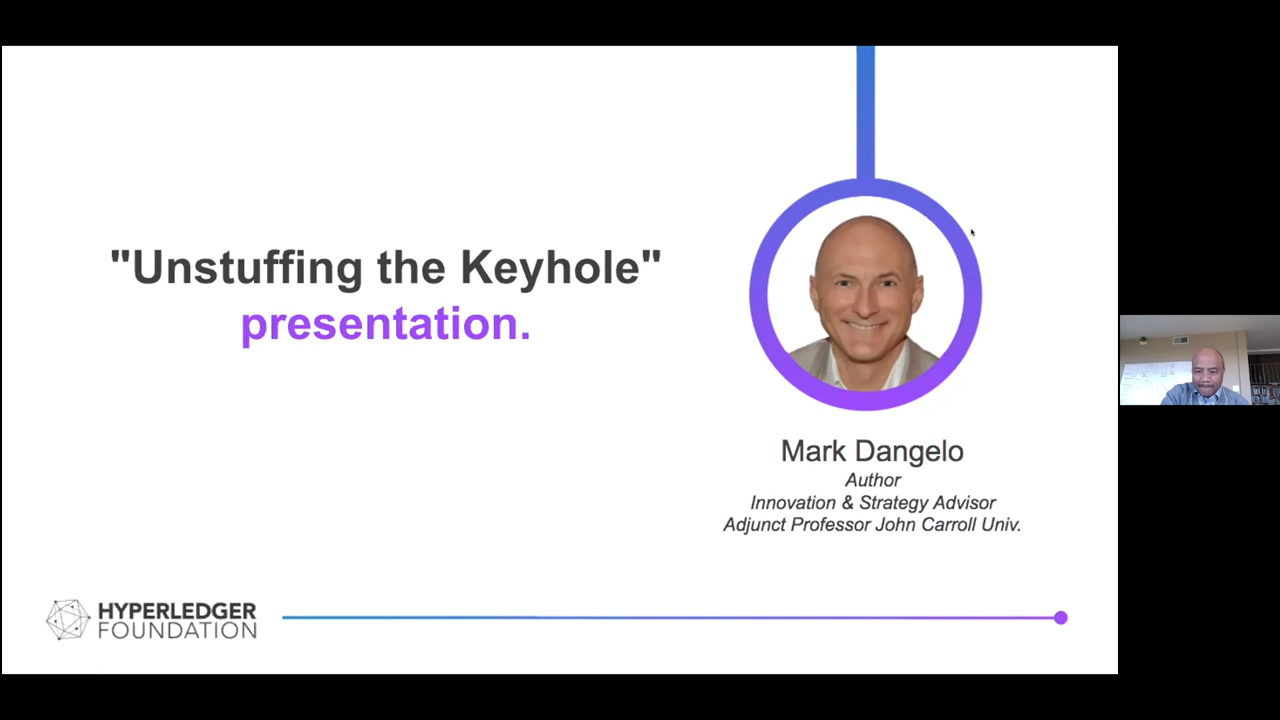 "Unstuffing the Keyhole"
presentation.
Mark Dangelo
Author
Innovation & Strategy Advisor
Adjunct Professor John Carroll Univ.
HYPERLEDGER
FOUNDATION